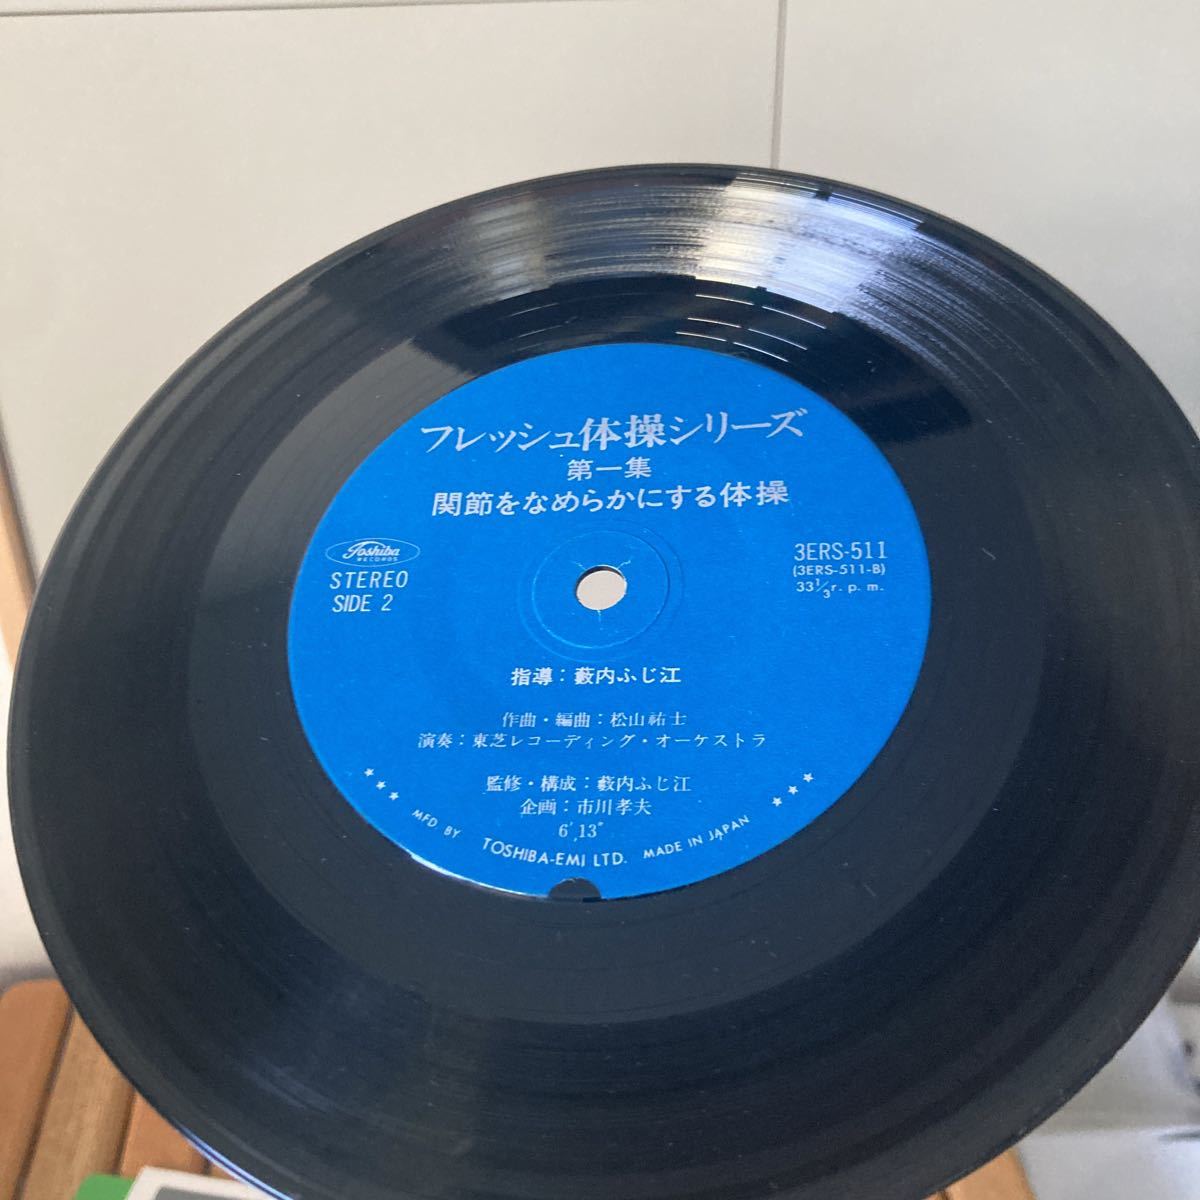 フレッシュ体操シリーズ
第一集
関節をなめらかにする体操
Toshiba
RECORDS
STEREO
SIDE 2
3ERS-511
(3ERS-511-B)
33 1/3 r. p. m.
指導：藪内ふじ江
作曲・編曲：松山祐士
演奏：東芝レコーディング・オーケストラ
監修・構成：藪内ふじ江
企画：市川孝夫
6′13″
★★★ MFD BY TOSHIBA-EMI LTD. MADE IN JAPAN ★★★